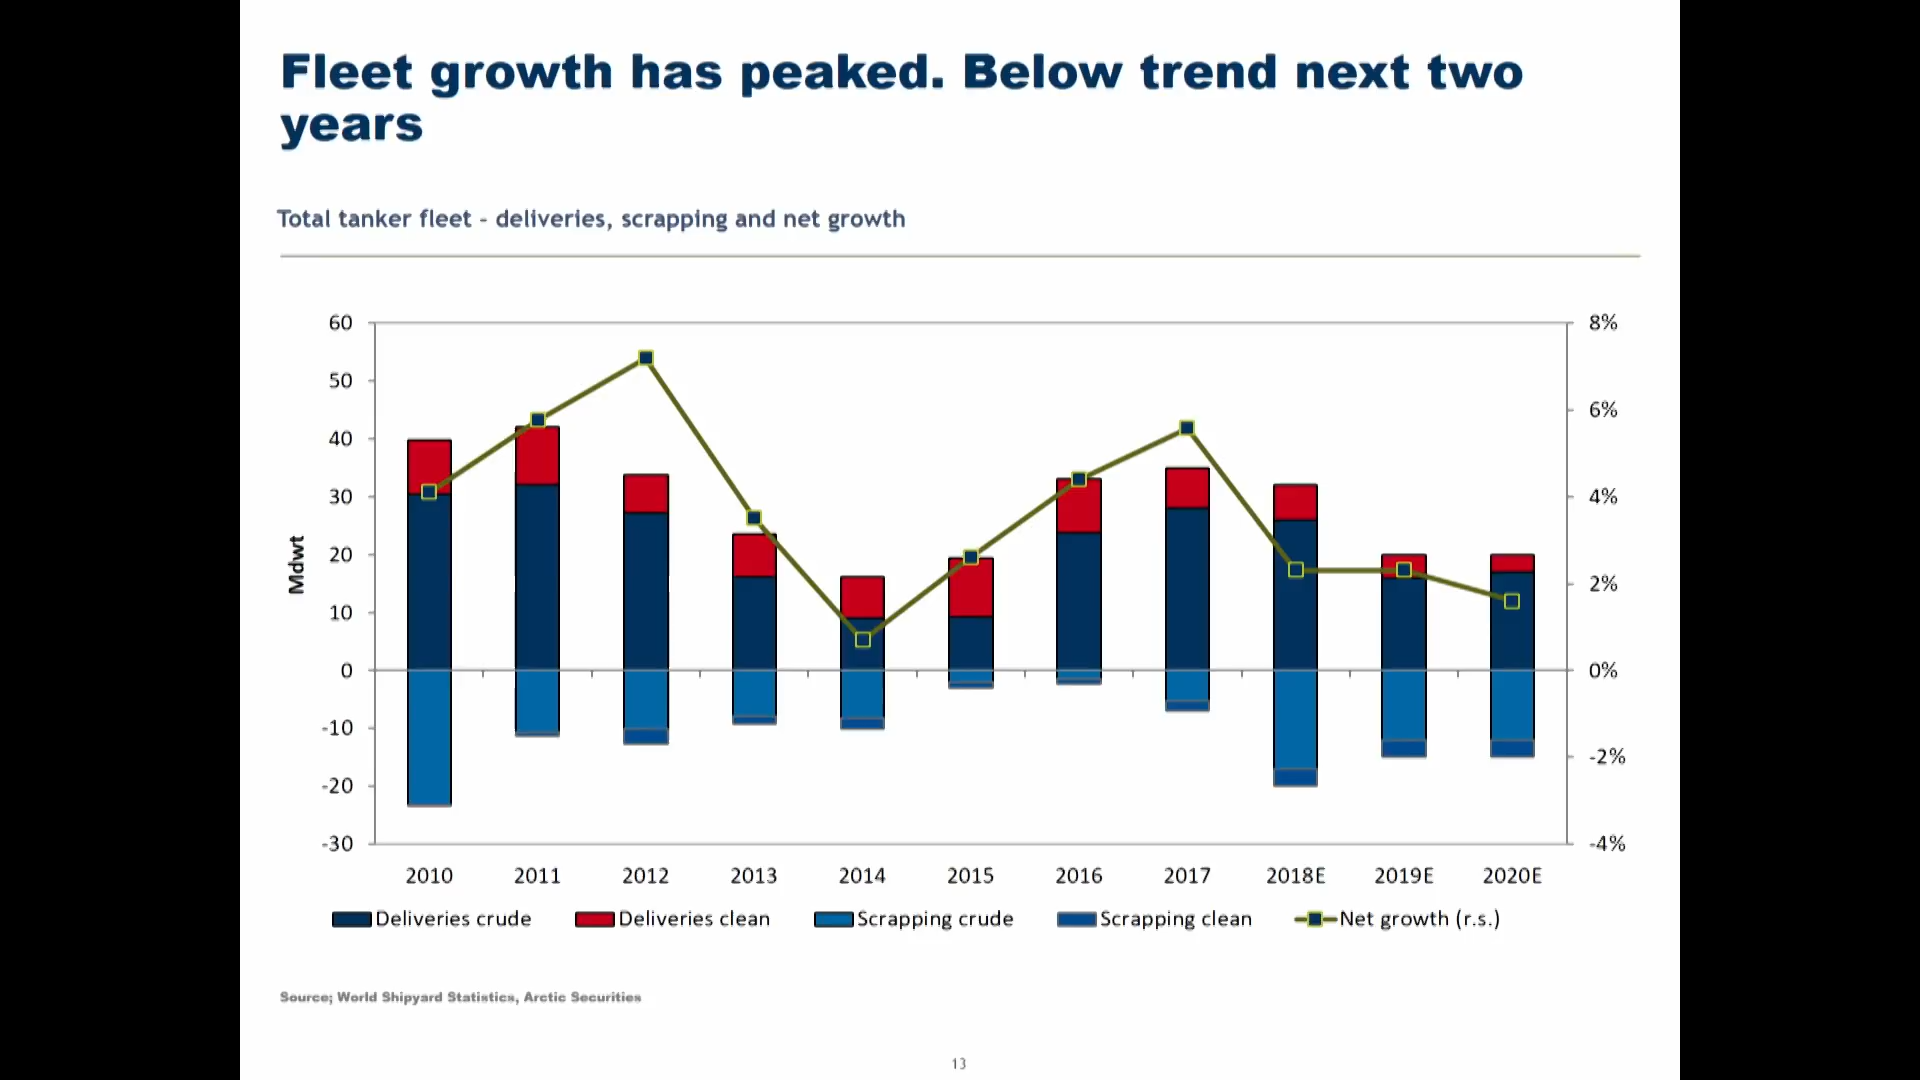 Fleet growth has peaked. Below trend next two
years
Total tanker fleet - deliveries, scrapping and net growth
60
50
40
30
20
10
0
-10
-20
-30
Mdwt
8%
6%
4%
2%
0%
-2%
-4%
2010 2011 2012 2013 2014 2015 2016 2017 2018E 2019E 2020E
Deliveries crude Deliveries clean Scrapping crude Scrapping clean Net growth (r.s.)
Source; World Shipyard Statistics, Arctic Securities
13